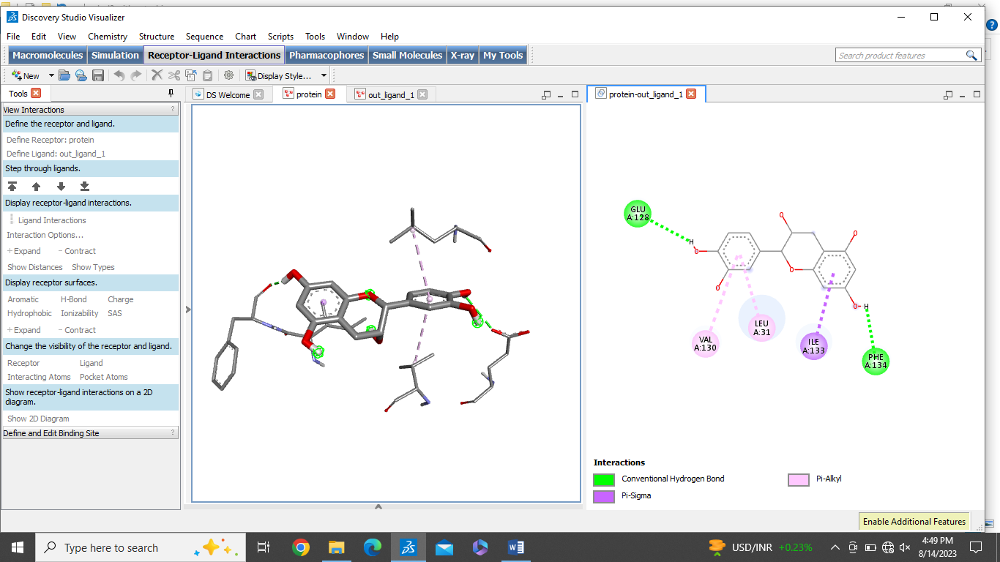 Discovery Studio Visualizer
File Edit View Chemistry Structure Sequence Chart Scripts Tools Window Help
Macromolecules Simulation Receptor-Ligand Interactions Pharmacophores Small Molecules X-ray My Tools
Search product features
New Display Style...
Tools
DS Welcome protein out_ligand_1
protein-out_ligand_1
View Interactions ?
Define the receptor and ligand.
Define Receptor: protein
Define Ligand: out_ligand_1
Step through ligands.
Display receptor-ligand interactions.
Ligand Interactions
Interaction Options...
+ Expand - Contract
Show Distances Show Types
Display receptor surfaces.
Aromatic H-Bond Charge
Hydrophobic Ionizability SAS
+ Expand - Contract
Change the visibility of the receptor and ligand.
Receptor Ligand
Interacting Atoms Pocket Atoms
Show receptor-ligand interactions on a 2D
diagram.
Show 2D Diagram
Define and Edit Binding Site ?
GLU
A:128
H
O
O
O
O
O
O
H
VAL
A:130
LEU
A:31
ILE
A:133
PHE
A:134
Interactions
Conventional Hydrogen Bond
Pi-Sigma
Pi-Alkyl
Enable Additional Features
Type here to search
USD/INR +0.23%
4:49 PM
8/14/2023